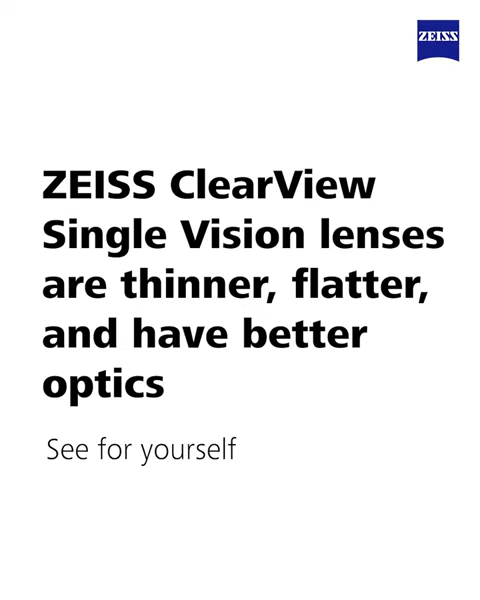 ZEISS
ZEISS ClearView
Single Vision lenses
are thinner, flatter,
and have better
optics
See for yourself